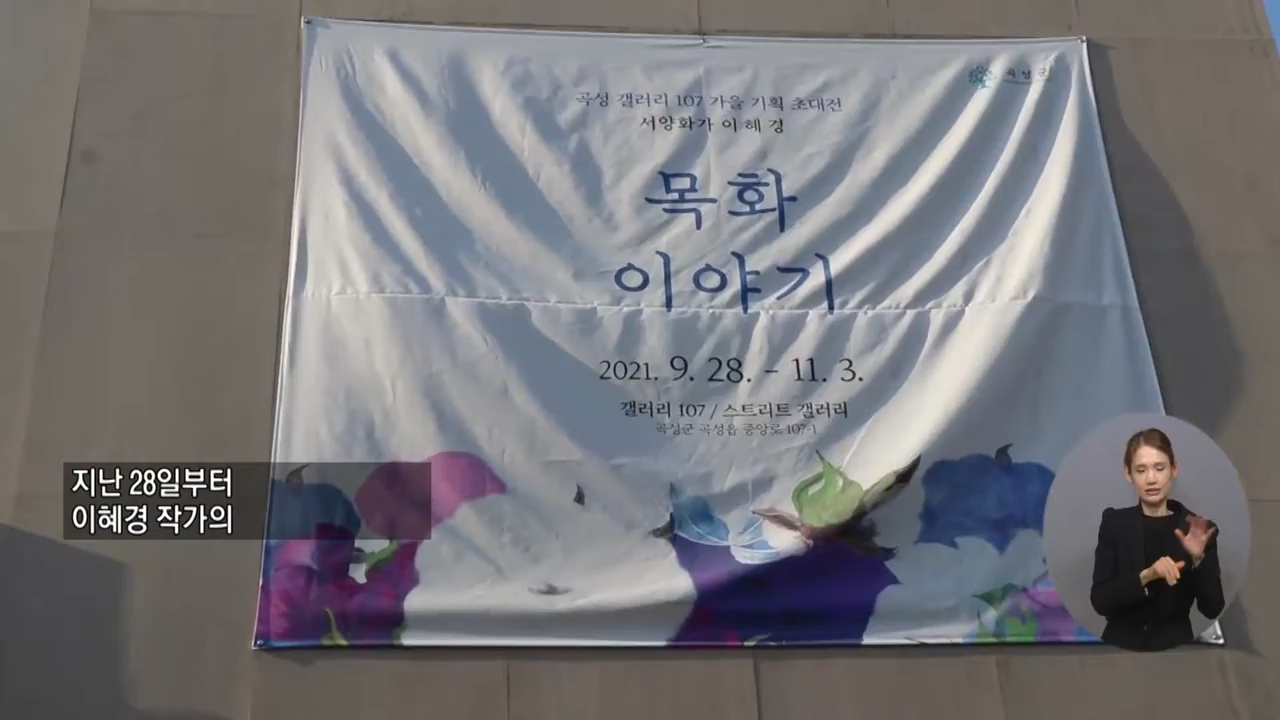 곡성군
곡성 갤러리 107 가을 기획 초대전
서양화가 이혜경
목화
이야기
2021. 9. 28. - 11. 3.
갤러리 107 / 스트리트 갤러리
곡성군 곡성읍 중앙로 107-1
지난 28일부터
이혜경 작가의